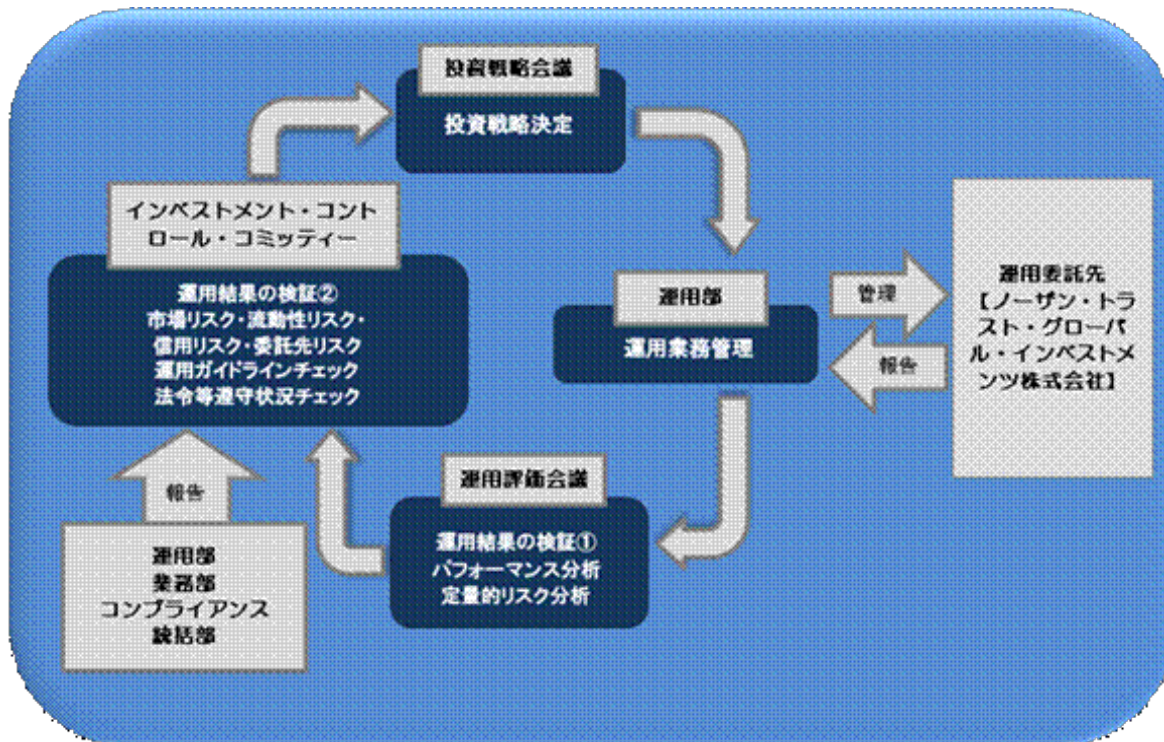 投資戦略会議
投資戦略決定
インベストメント・コント
ロール・コミッティー
運用結果の検証②
市場リスク・流動性リスク・
信用リスク・委託先リスク
運用ガイドラインチェック
法令等遵守状況チェック
運用部
運用業務管理
管理
報告
運用委託先
【ノーザン・トラ
スト・グローバ
ル・インベストメ
ンツ株式会社】
運用評価会議
運用結果の検証①
パフォーマンス分析
定量的リスク分析
報告
運用部
業務部
コンプライアンス
統括部